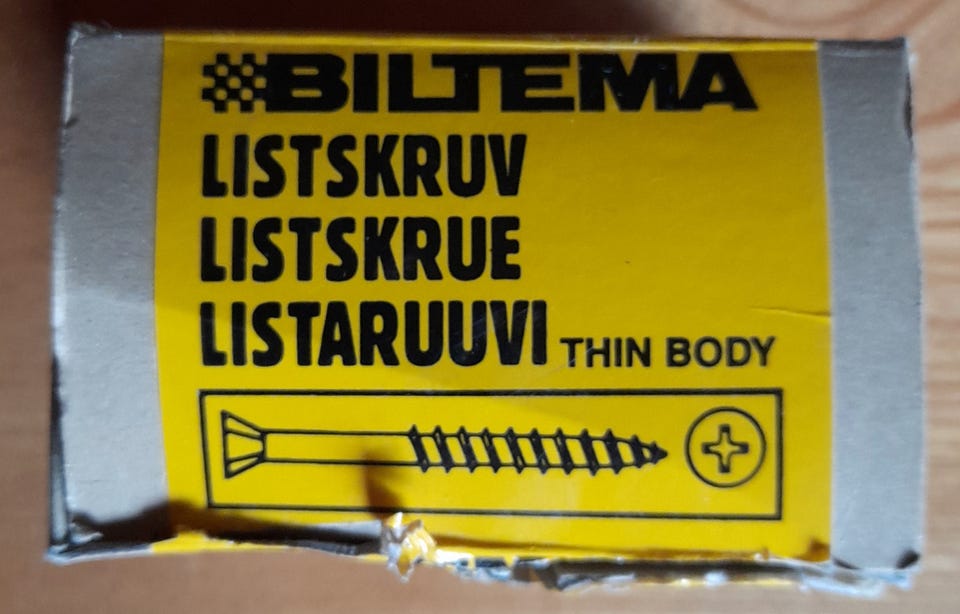 BILTEMA
LISTSKRUV
LISTSKRUE
LISTARUUVI THIN BODY